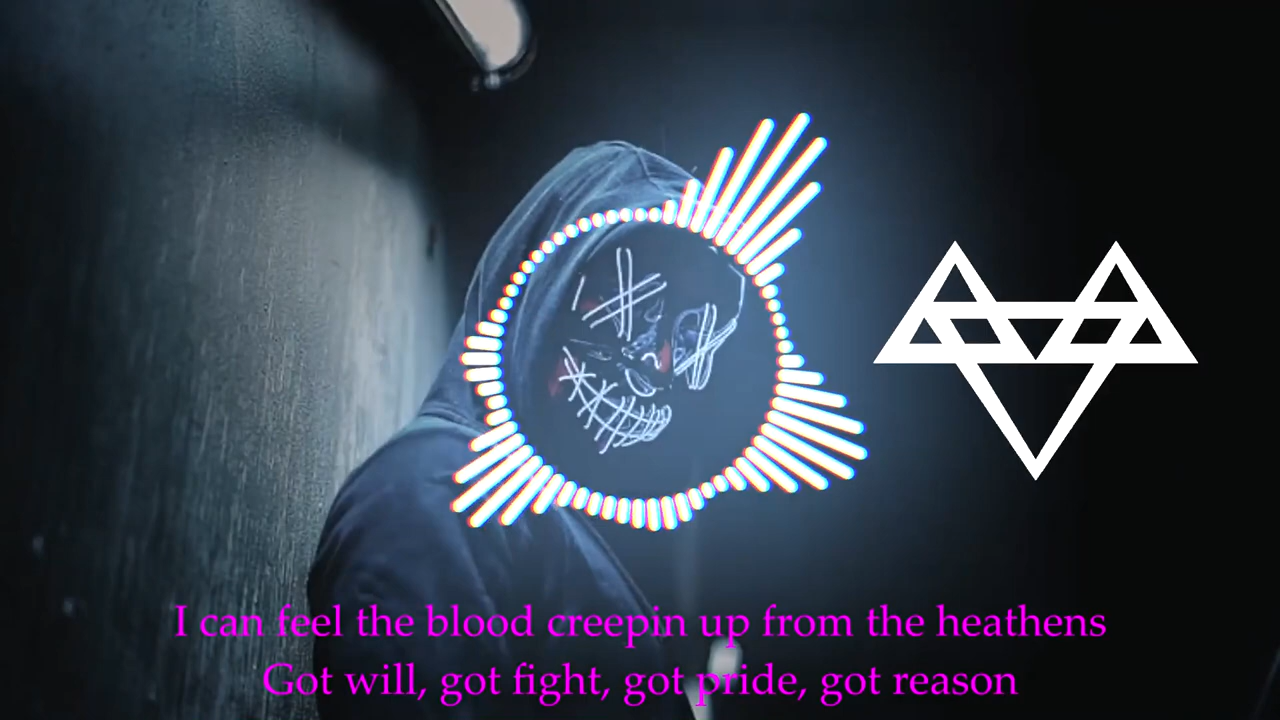 I can feel the blood creepin up from the heathens
Got will, got fight, got pride, got reason